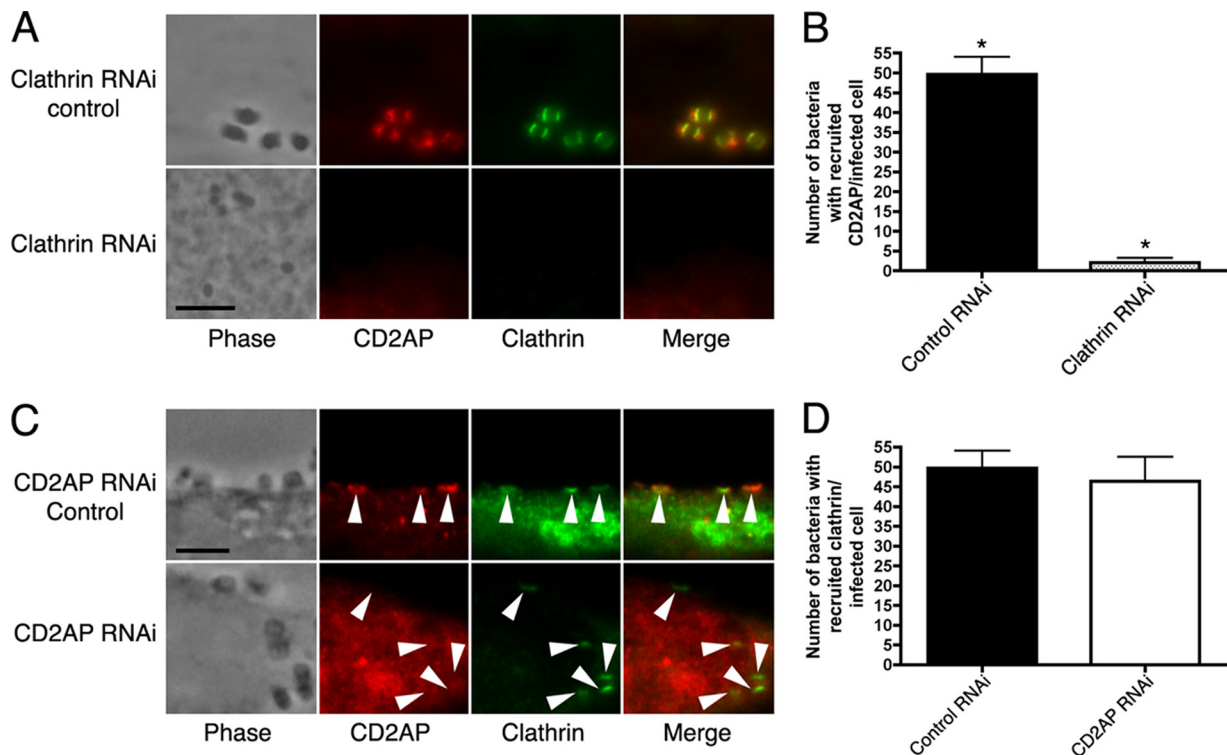 A
Clathrin RNAi
control
Clathrin RNAi
Phase
CD2AP
Clathrin
Merge
B
Number of bacteria
with recruited
CD2AP/infected cell
55
50
45
40
35
30
25
20
15
10
5
0
*
*
Control RNAi
Clathrin RNAi
C
CD2AP RNAi
Control
CD2AP RNAi
Phase
CD2AP
Clathrin
Merge
D
Number of bacteria with
recruited clathrin/
infected cell
55
50
45
40
35
30
25
20
15
10
5
0
Control RNAi
CD2AP RNAi